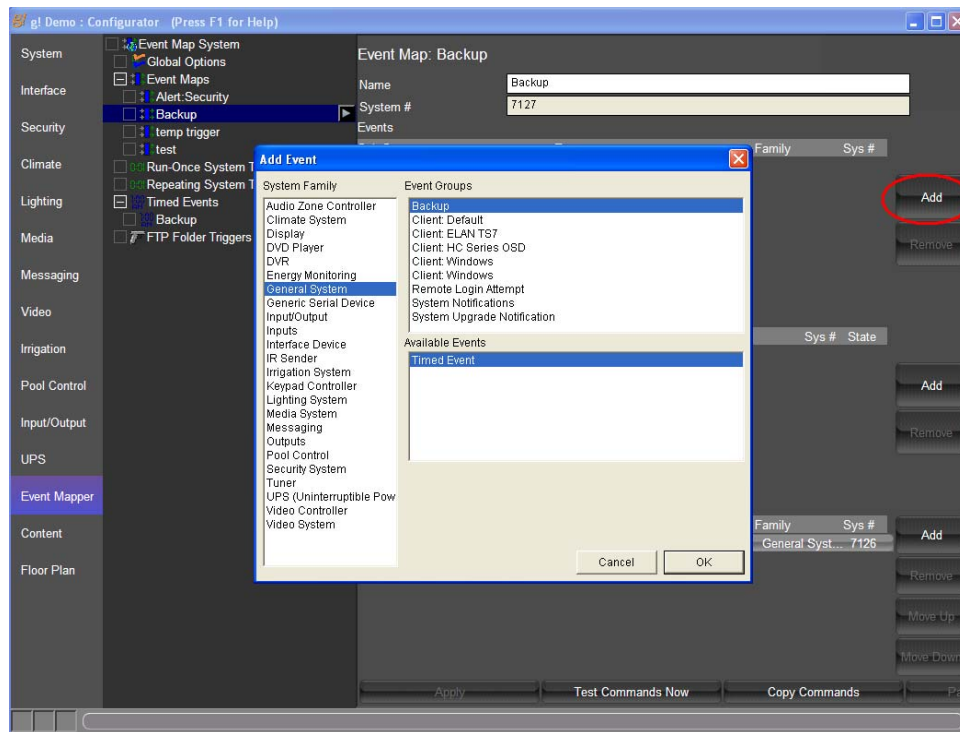 g! Demo : Configurator (Press F1 for Help)
System
Interface
Security
Climate
Lighting
Media
Messaging
Video
Irrigation
Pool Control
Input/Output
UPS
Event Mapper
Content
Floor Plan
Event Map System
Global Options
Event Maps
Alert:Security
Backup
temp trigger
test
Run-Once System T
Repeating System T
Timed Events
Backup
FTP Folder Triggers
Event Map: Backup
Name Backup
System # 7127
Events
Family Sys #
Add
Remove
Add Event
System Family
Audio Zone Controller
Climate System
Display
DVD Player
DVR
Energy Monitoring
General System
Generic Serial Device
Input/Output
Inputs
Interface Device
IR Sender
Irrigation System
Keypad Controller
Lighting System
Media System
Messaging
Outputs
Pool Control
Security System
Tuner
UPS (Uninterruptible Pow
Video Controller
Video System
Event Groups
Backup
Client: Default
Client: ELAN TS7
Client: HC Series OSD
Client: Windows
Client: Windows
Remote Login Attempt
System Notifications
System Upgrade Notification
Available Events
Timed Event
Cancel OK
Sys # State
Add
Remove
Family Sys #
General Syst... 7126
Add
Remove
Move Up
Move Down
Apply Test Commands Now Copy Commands